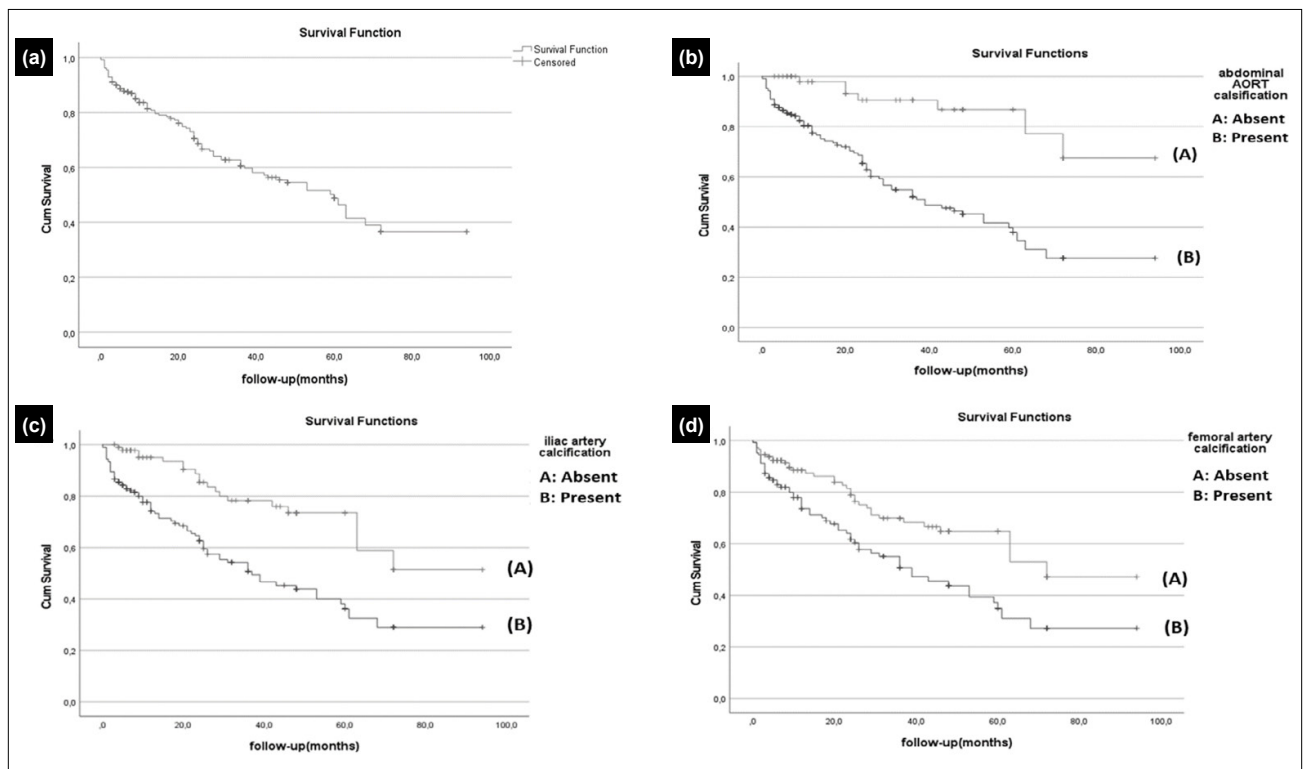 (a)
Survival Function
Survival Function
Censored
Cum Survival
1,0
0,8
0,6
0,4
0,2
0,0
,0 20,0 40,0 60,0 80,0 100,0
follow-up(months)
(b)
Survival Functions
abdominal
AORT
calsification
A: Absent
B: Present
(A)
(B)
Cum Survival
1,0
0,8
0,6
0,4
0,2
0,0
,0 20,0 40,0 60,0 80,0 100,0
follow-up(months)
(c)
Survival Functions
iliac artery
calcification
A: Absent
B: Present
(A)
(B)
Cum Survival
1,0
0,8
0,6
0,4
0,2
0,0
,0 20,0 40,0 60,0 80,0 100,0
follow-up(months)
(d)
Survival Functions
femoral artery
calcification
A: Absent
B: Present
(A)
(B)
Cum Survival
1,0
0,8
0,6
0,4
0,2
0,0
,0 20,0 40,0 60,0 80,0 100,0
follow-up(months)